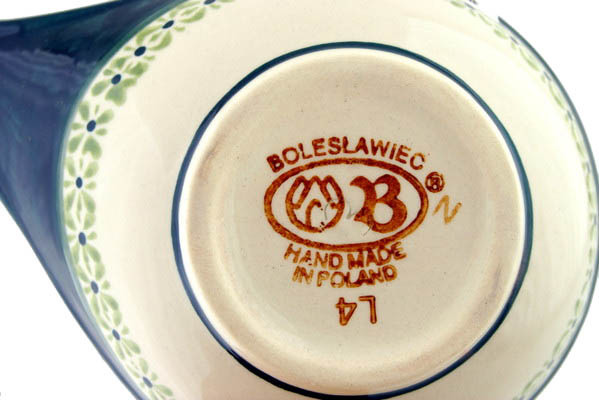 BOLESŁAWIEC
B ®
N
HAND MADE
IN POLAND
L4